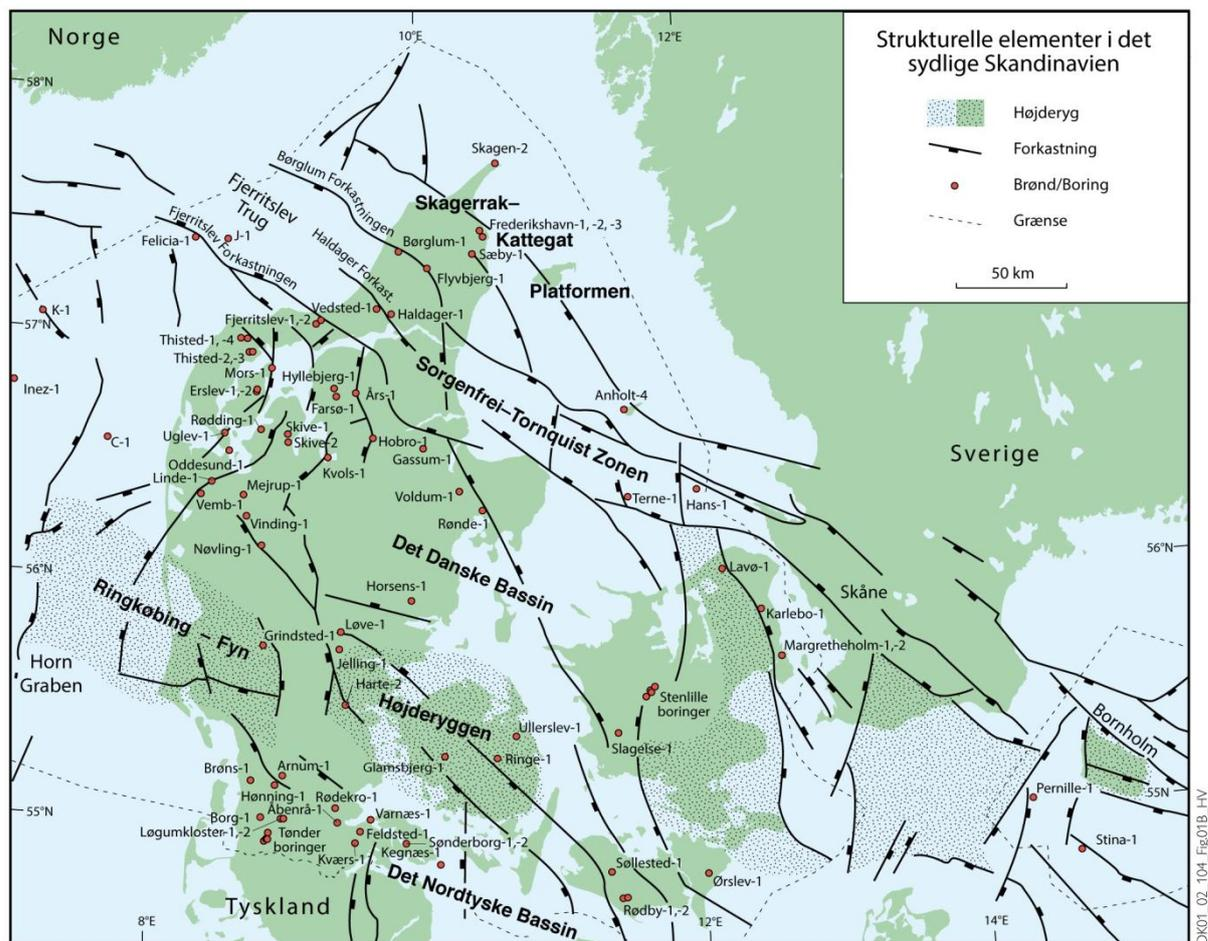 Norge
10°E
12°E
Strukturelle elementer i det
sydlige Skandinavien
Højderyg
Forkastning
Brønd/Boring
Grænse
50 km
58°N
Skagen-2
Børglum Forkastningen
Fjerritslev
Trug
Skagerrak–
Kattegat
Platformen
Frederikshavn-1, -2, -3
Fjerritslev Forkastningen
Felicia-1
J-1
Haldager Forkast.
Børglum-1
Sæby-1
Flyvbjerg-1
K-1
57°N
Vedsted-1
Haldager-1
Fjerritslev-1,-2
Thisted-1, -4
Thisted-2,-3
Mors-1
Inez-1
Erslev-1,-2
Hyllebjerg-1
Års-1
Farsø-1
Sorgenfrei–Tornquist Zonen
Anholt-4
Rødding-1
Uglev-1
Skive-1
Skive-2
C-1
Hobro-1
Gassum-1
Oddesund-1
Kvols-1
Linde-1
Mejrup-1
Vemb-1
Voldum-1
Terne-1
Hans-1
Sverige
Vinding-1
Rønde-1
Nøvling-1
56°N
56°N
Det Danske Bassin
Lavø-1
Horsens-1
Skåne
Ringkøbing – Fyn
Højderyggen
Karlebo-1
Løve-1
Grindsted-1
Margretheholm-1,-2
Jelling-1
Horn
Graben
Harte-2
Stenlille
boringer
Bornholm
Ullerslev-1
Slagelse-1
Glamsbjerg-1
Ringe-1
Brøns-1
Arnum-1
Hønning-1
Rødekro-1
Åbenrå-1
55°N
55N
Pernille-1
Borg-1
Varnæs-1
Løgumkloster-1,-2
Tønder
boringer
Feldsted-1
Sønderborg-1,-2
Kværs-1
Kegnæs-1
Stina-1
Søllested-1
Ørslev-1
Det Nordtyske Bassin
Rødby-1,-2
Tyskland
8°E
12°E
14°E
DK01_02_104_Fig.01B_HV